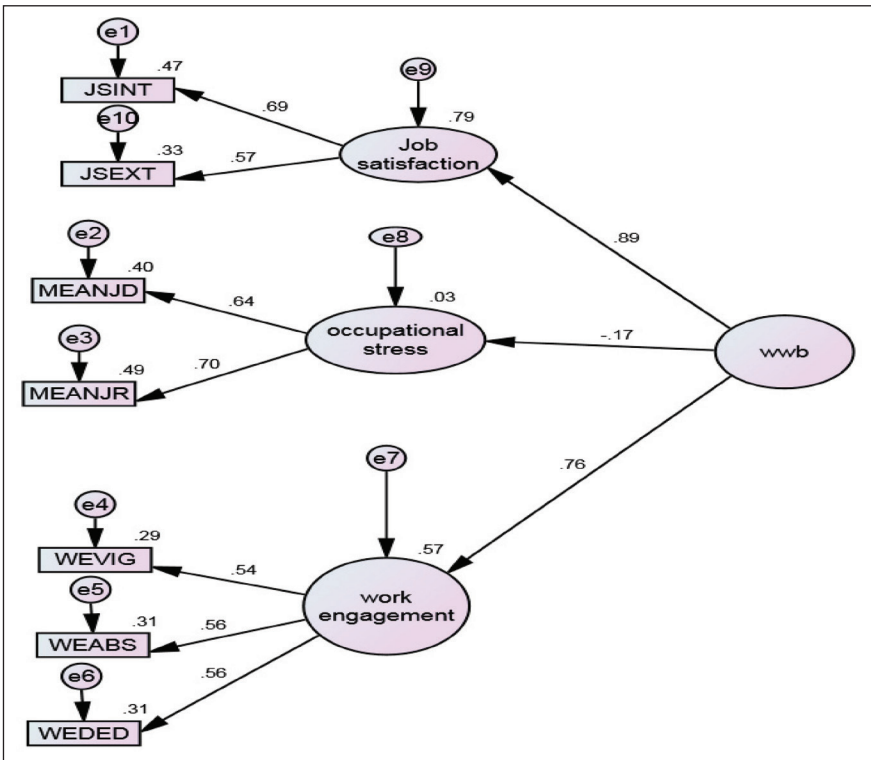 e1
.47
JSINT
e10
.33
JSEXT
.69
.57
e9
.79
Job
satisfaction
.89
e2
.40
MEANJD
e3
.49
MEANJR
.64
.70
e8
.03
occupational
stress
-.17
wwb
e4
.29
WEVIG
e5
.31
WEABS
e6
.31
WEDED
.54
.56
.56
e7
.57
work
engagement
.76